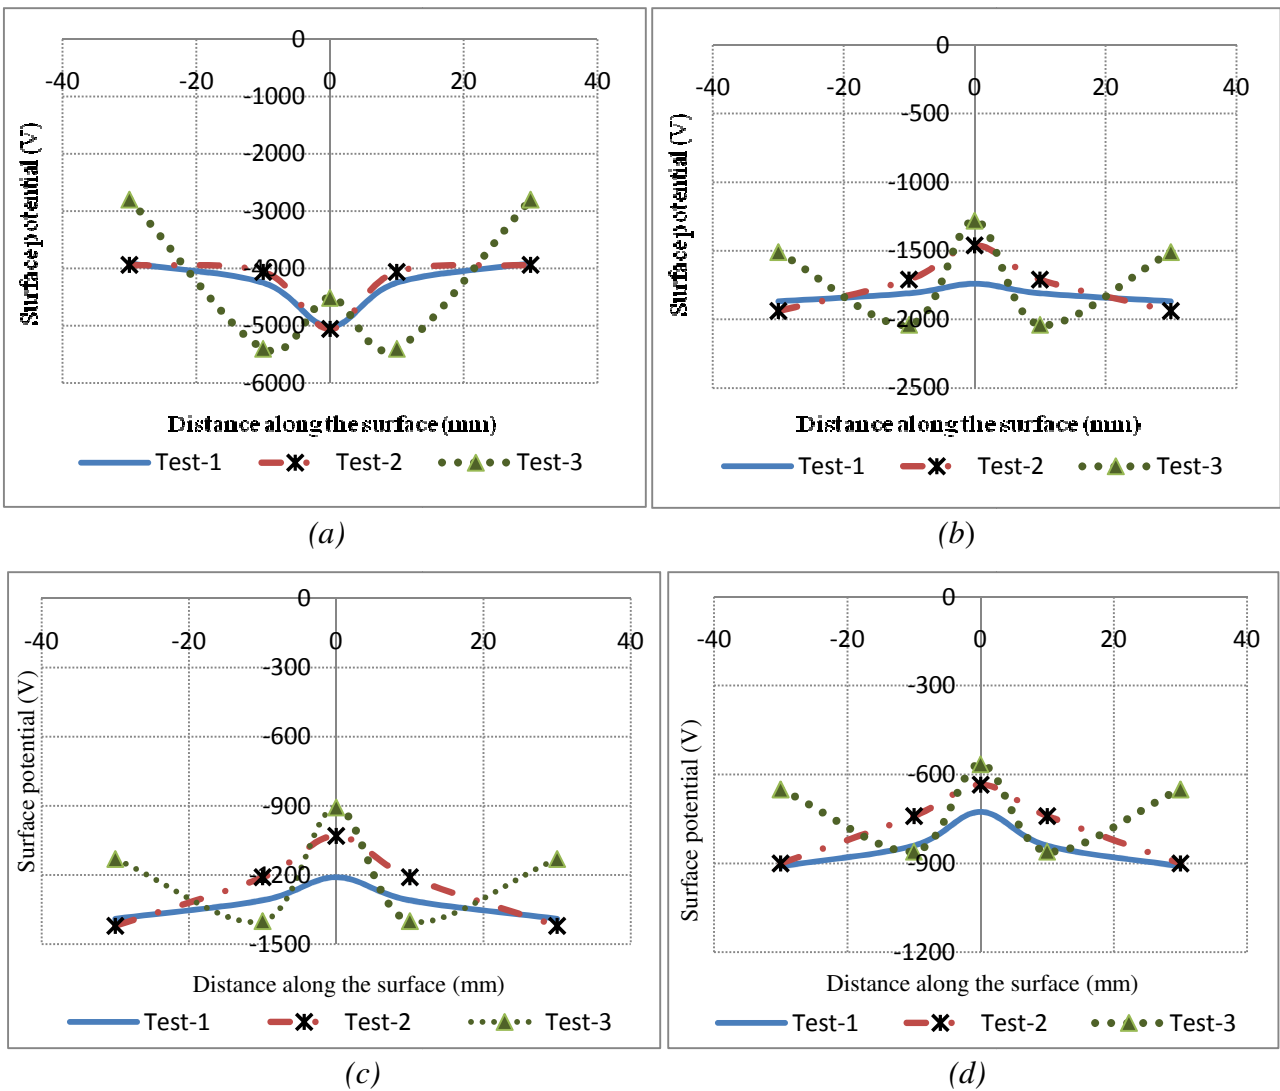 0
-40 -20 0 20 40
-1000
-2000
-3000
-4000
-5000
-6000
Surface potential (V)
Distance along the surface (mm)
Test-1 Test-2 Test-3
(a)
0
-40 -20 0 20 40
-500
-1000
-1500
-2000
-2500
Surface potential (V)
Distance along the surface (mm)
Test-1 Test-2 Test-3
(b)
0
-40 -20 0 20 40
-300
-600
-900
-1200
-1500
Surface potential (V)
Distance along the surface (mm)
Test-1 Test-2 Test-3
(c)
0
-40 -20 0 20 40
-300
-600
-900
-1200
Surface potential (V)
Distance along the surface (mm)
Test-1 Test-2 Test-3
(d)